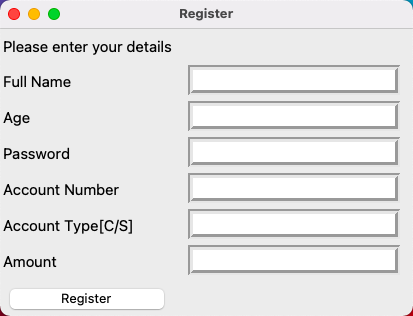 Register
Please enter your details
Full Name
Age
Password
Account Number
Account Type[C/S]
Amount
Register